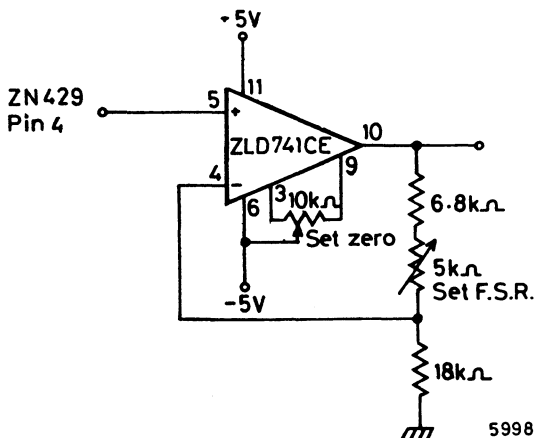 +5V
ZN429
Pin 4
5
+
11
ZLD741CE
10
9
4
-
3
10kΩ
6
Set zero
-5V
6.8kΩ
5kΩ
Set F.S.R.
18kΩ
5998